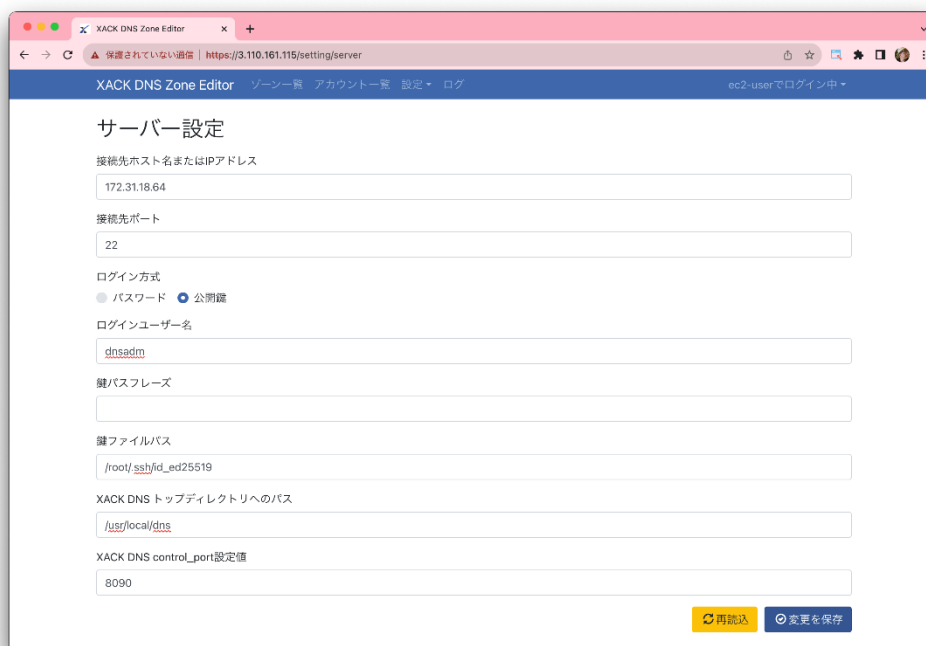 XACK DNS Zone Editor
保護されていない通信 | https://3.110.161.115/setting/server
XACK DNS Zone Editor ゾーン一覧 アカウント一覧 設定 ログ ec2-userでログイン中
サーバー設定
接続先ホスト名またはIPアドレス
172.31.18.64
接続先ポート
22
ログイン方式
パスワード 公開鍵
ログインユーザー名
dnsadm
鍵パスフレーズ
鍵ファイルパス
/root/.ssh/id_ed25519
XACK DNS トップディレクトリへのパス
/usr/local/dns
XACK DNS control_port設定値
8090
再読込 変更を保存